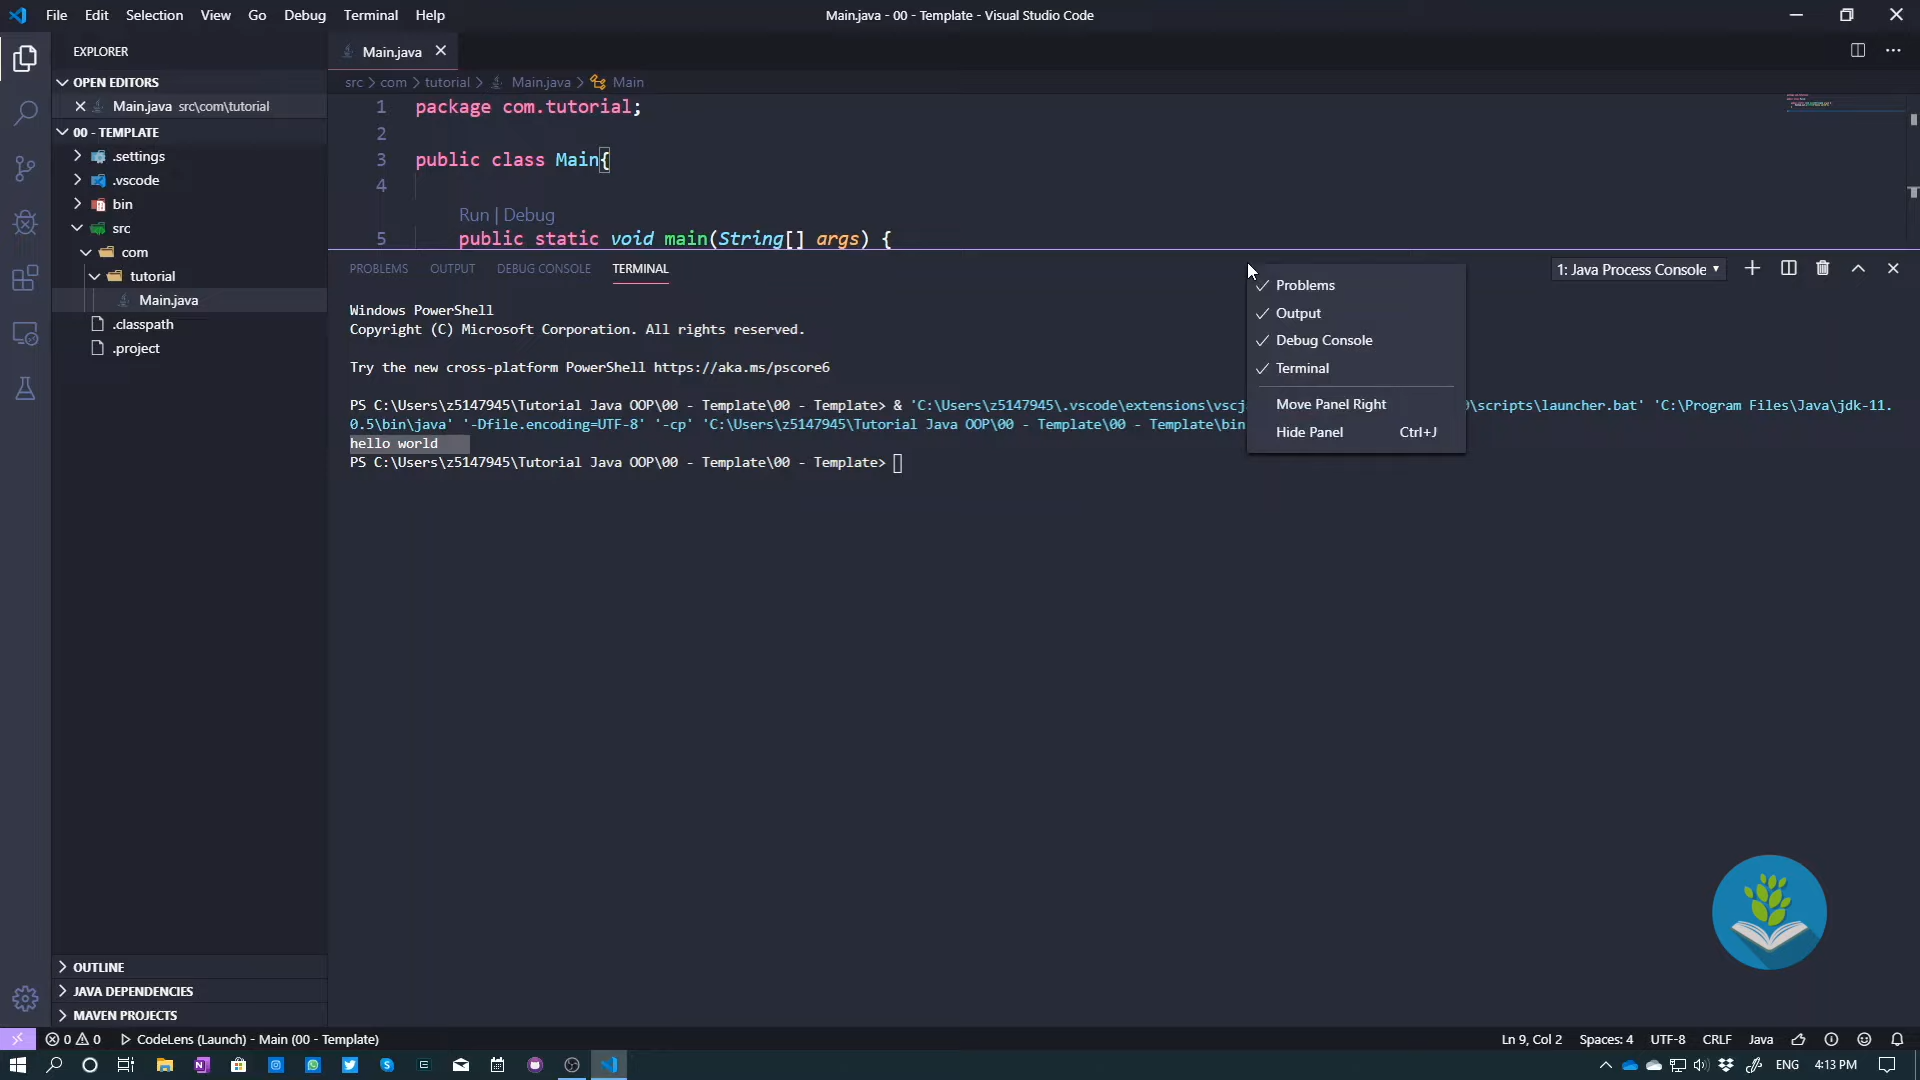 File Edit Selection View Go Debug Terminal Help
Main.java - 00 - Template - Visual Studio Code
EXPLORER
OPEN EDITORS
Main.java src\com\tutorial
00 - TEMPLATE
.settings
.vscode
bin
src
com
tutorial
Main.java
.classpath
.project
OUTLINE
JAVA DEPENDENCIES
MAVEN PROJECTS
Main.java
src > com > tutorial > Main.java > Main
1 package com.tutorial;
2
3 public class Main{
4
Run | Debug
5 public static void main(String[] args) {
PROBLEMS OUTPUT DEBUG CONSOLE TERMINAL
1: Java Process Console
Windows PowerShell
Copyright (C) Microsoft Corporation. All rights reserved.
Try the new cross-platform PowerShell https://aka.ms/pscore6
PS C:\Users\z5147945\Tutorial Java OOP\00 - Template\00 - Template> & 'C:\Users\z5147945\.vscode\extensions\vscj 0\scripts\launcher.bat' 'C:\Program Files\Java\jdk-11.
0.5\bin\java' '-Dfile.encoding=UTF-8' '-cp' 'C:\Users\z5147945\Tutorial Java OOP\00 - Template\00 - Template\bin
hello world
PS C:\Users\z5147945\Tutorial Java OOP\00 - Template\00 - Template>
Problems
Output
Debug Console
Terminal
Move Panel Right
Hide Panel Ctrl+J
0 0 CodeLens (Launch) - Main (00 - Template)
Ln 9, Col 2 Spaces: 4 UTF-8 CRLF Java
ENG 4:13 PM